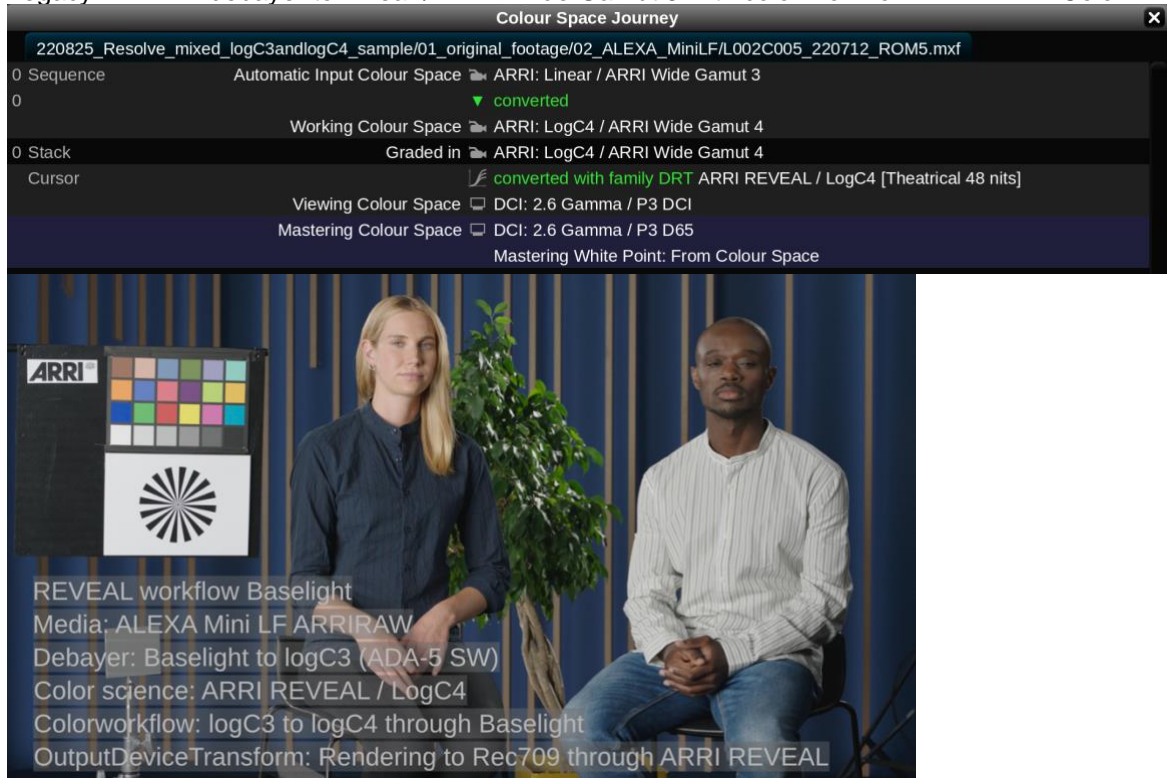 Colour Space Journey
220825_Resolve_mixed_logC3andlogC4_sample/01_original_footage/02_ALEXA_MiniLF/L002C005_220712_ROM5.mxf
0 Sequence Automatic Input Colour Space ARRI: Linear / ARRI Wide Gamut 3
0 ▼ converted
Working Colour Space ARRI: LogC4 / ARRI Wide Gamut 4
0 Stack Graded in ARRI: LogC4 / ARRI Wide Gamut 4
Cursor converted with family DRT ARRI REVEAL / LogC4 [Theatrical 48 nits]
Viewing Colour Space DCI: 2.6 Gamma / P3 DCI
Mastering Colour Space DCI: 2.6 Gamma / P3 D65
Mastering White Point: From Colour Space
ARRI
REVEAL workflow Baselight
Media: ALEXA Mini LF ARRIRAW
Debayer: Baselight to logC3 (ADA-5 SW)
Color science: ARRI REVEAL / LogC4
Colorworkflow: logC3 to logC4 through Baselight
OutputDeviceTransform: Rendering to Rec709 through ARRI REVEAL